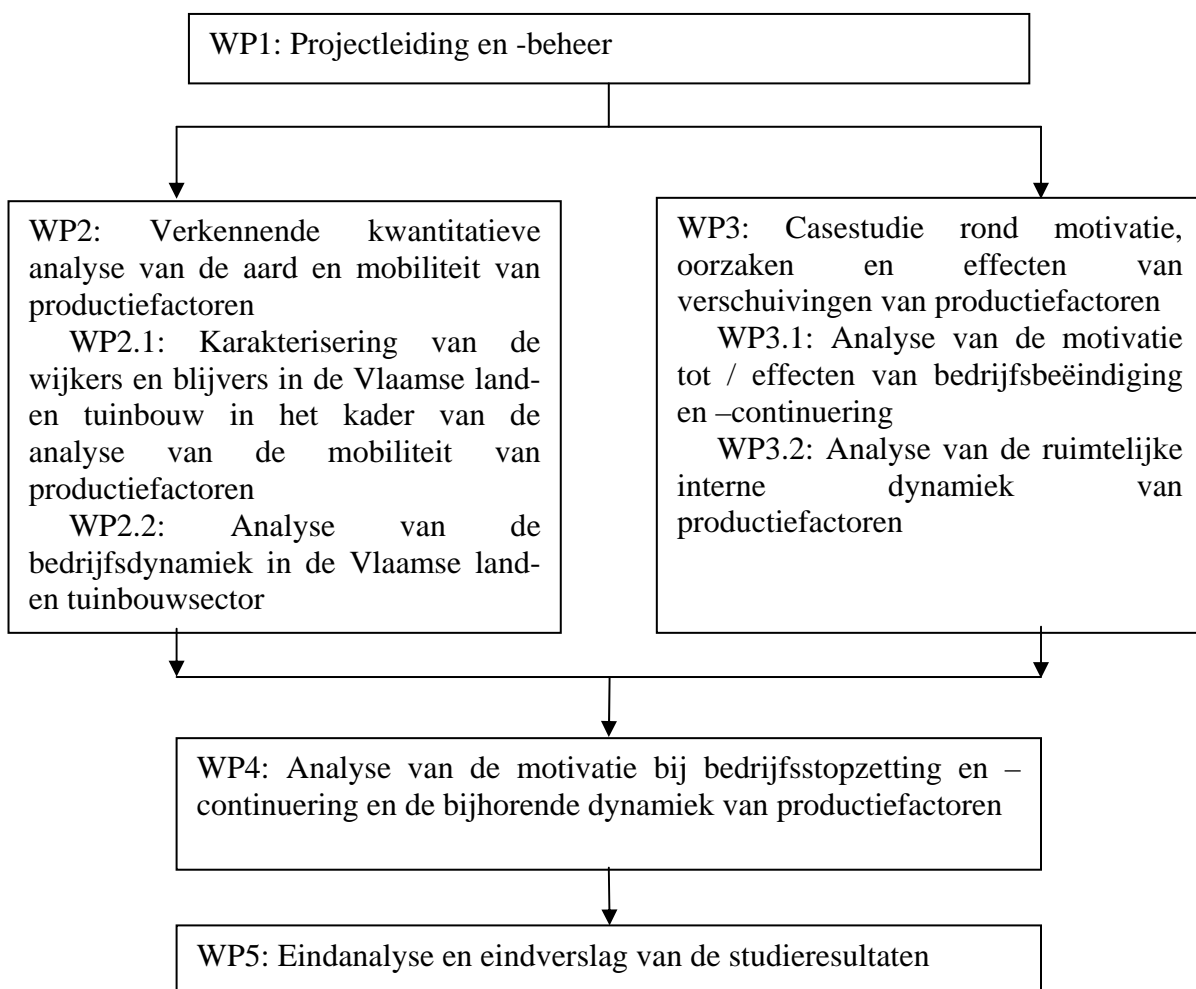 WP1: Projectleiding en -beheer
WP2: Verkennende kwantitatieve
analyse van de aard en mobiliteit van
productiefactoren
WP2.1: Karakterisering van de
wijkers en blijvers in de Vlaamse land-
en tuinbouw in het kader van de
analyse van de mobiliteit van
productiefactoren
WP2.2: Analyse van de
bedrijfsdynamiek in de Vlaamse land-
en tuinbouwsector
WP3: Casestudie rond motivatie,
oorzaken en effecten van
verschuivingen van productiefactoren
WP3.1: Analyse van de motivatie
tot / effecten van bedrijfsbeëindiging
en –continuering
WP3.2: Analyse van de ruimtelijke
interne dynamiek van
productiefactoren
WP4: Analyse van de motivatie bij bedrijfsstopzetting en –
continuering en de bijhorende dynamiek van productiefactoren
WP5: Eindanalyse en eindverslag van de studieresultaten